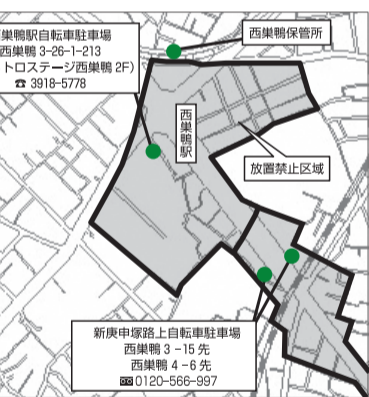 巣鴨駅自転車駐車場
西巣鴨 3-26-1-213
トロステージ西巣鴨 2F)
☎ 3918-5778
西巣鴨保管所
西巣鴨駅
放置禁止区域
新庚申塚路上自転車駐車場
西巣鴨 3 -15 先
西巣鴨 4 -6 先
0120-566-997